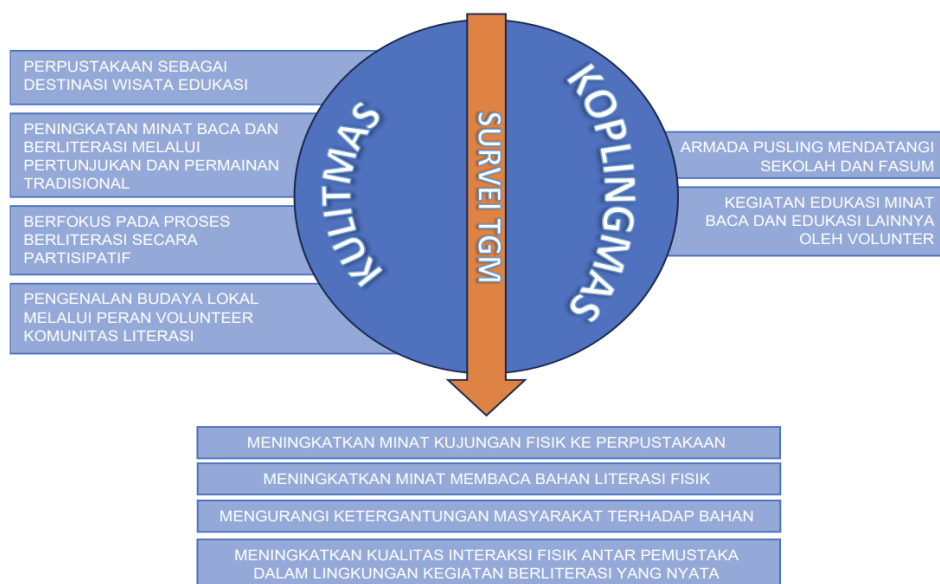 PERPUSTAKAAN SEBAGAI
DESTINASI WISATA EDUKASI
PENINGKATAN MINAT BACA DAN
BERLITERASI MELALUI
PERTUNJUKAN DAN PERMAINAN
TRADISIONAL
BERFOKUS PADA PROSES
BERLITERASI SECARA
PARTISIPATIF
PENGENALAN BUDAYA LOKAL
MELALUI PERAN VOLUNTEER
KOMUNITAS LITERASI
KULITMAS
SURVEI TGM
KOPLINGMAS
ARMADA PUSLING MENDATANGI
SEKOLAH DAN FASUM
KEGIATAN EDUKASI MINAT
BACA DAN EDUKASI LAINNYA
OLEH VOLUNTER
MENINGKATKAN MINAT KUJUNGAN FISIK KE PERPUSTAKAAN
MENINGKATKAN MINAT MEMBACA BAHAN LITERASI FISIK
MENGURANGI KETERGANTUNGAN MASYARAKAT TERHADAP BAHAN
MENINGKATKAN KUALITAS INTERAKSI FISIK ANTAR PEMUSTAKA
DALAM LINGKUNGAN KEGIATAN BERLITERASI YANG NYATA